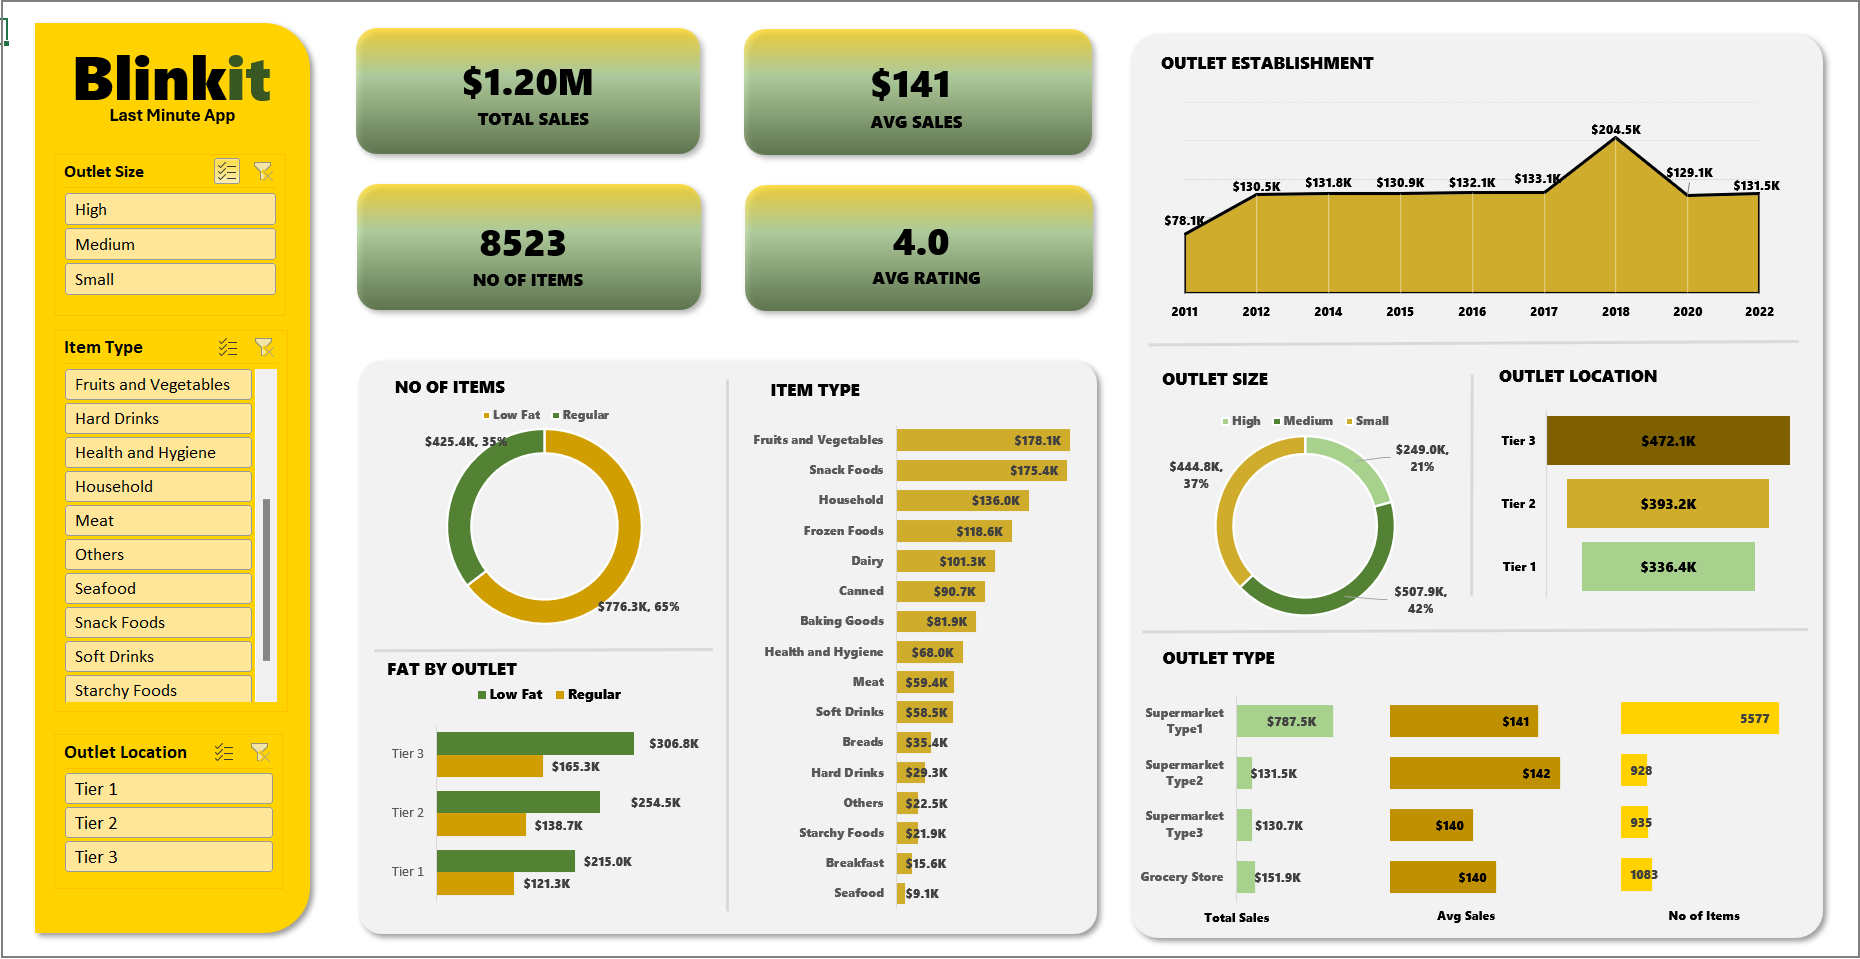 Blinkit
Last Minute App
Outlet Size
High
Medium
Small
Item Type
Fruits and Vegetables
Hard Drinks
Health and Hygiene
Household
Meat
Others
Seafood
Snack Foods
Soft Drinks
Starchy Foods
Outlet Location
Tier 1
Tier 2
Tier 3
$1.20M
TOTAL SALES
$141
AVG SALES
8523
NO OF ITEMS
4.0
AVG RATING
NO OF ITEMS
Low Fat Regular
$425.4K, 35%
$776.3K, 65%
FAT BY OUTLET
Low Fat Regular
Tier 3 $306.8K
$165.3K
Tier 2 $254.5K
$138.7K
Tier 1 $215.0K
$121.3K
ITEM TYPE
Fruits and Vegetables $178.1K
Snack Foods $175.4K
Household $136.0K
Frozen Foods $118.6K
Dairy $101.3K
Canned $90.7K
Baking Goods $81.9K
Health and Hygiene $68.0K
Meat $59.4K
Soft Drinks $58.5K
Breads $35.4K
Hard Drinks $29.3K
Others $22.5K
Starchy Foods $21.9K
Breakfast $15.6K
Seafood $9.1K
OUTLET ESTABLISHMENT
$78.1K $130.5K $131.8K $130.9K $132.1K $133.1K $204.5K $129.1K $131.5K
2011 2012 2014 2015 2016 2017 2018 2020 2022
OUTLET SIZE
High Medium Small
$249.0K,
21%
$444.8K,
37%
$507.9K,
42%
OUTLET LOCATION
Tier 3 $472.1K
Tier 2 $393.2K
Tier 1 $336.4K
OUTLET TYPE
Supermarket
Type1 $787.5K $141 5577
Supermarket
Type2 $131.5K $142 928
Supermarket
Type3 $130.7K $140 935
Grocery Store $151.9K $140 1083
Total Sales Avg Sales No of Items